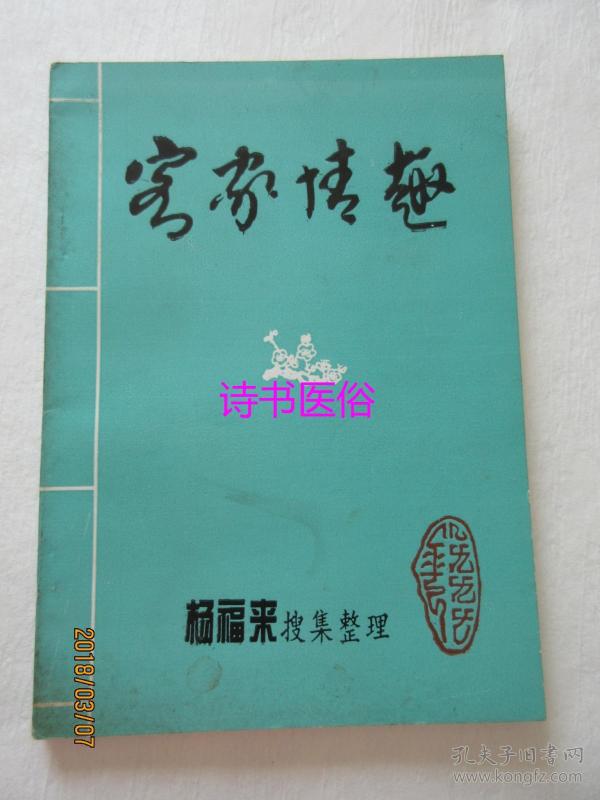 客家情趣
诗书医俗
杨福来搜集整理
2018/03/07
孔夫子旧书网
www.kongfz.com